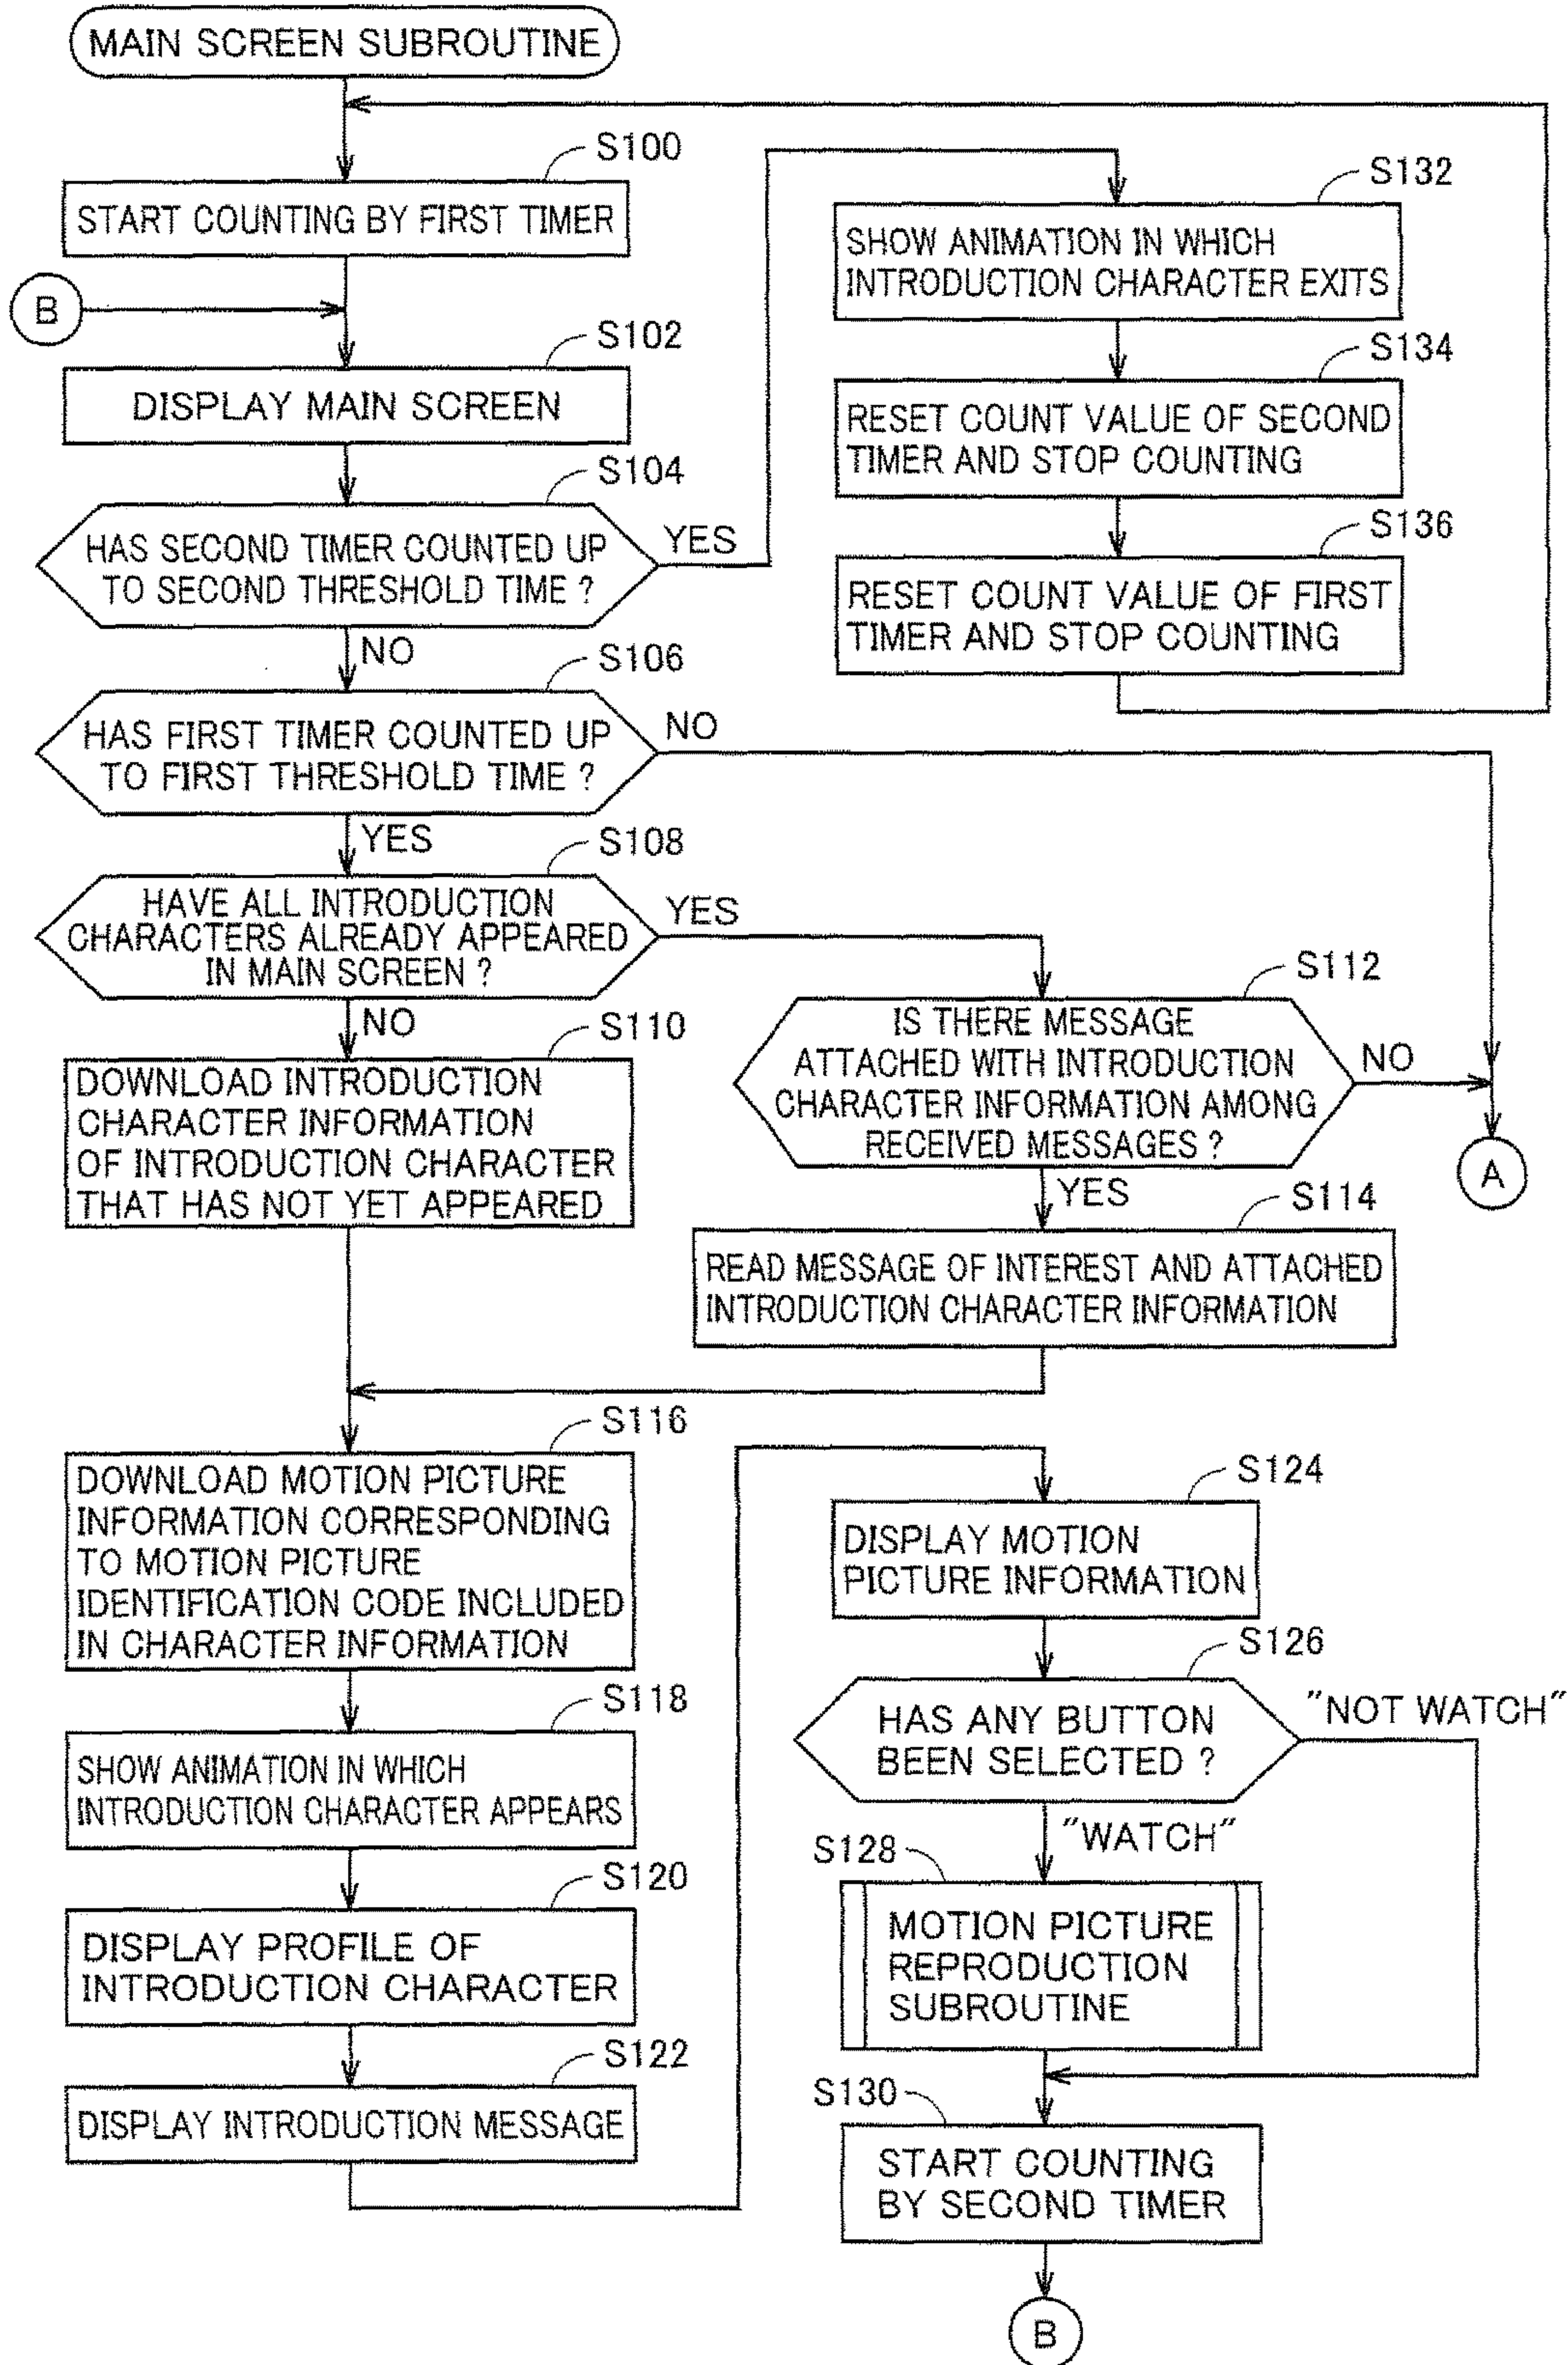 MAIN SCREEN SUBROUTINE
S100
START COUNTING BY FIRST TIMER
B
S102
DISPLAY MAIN SCREEN
S104
HAS SECOND TIMER COUNTED UP
TO SECOND THRESHOLD TIME ?
YES
NO
S132
SHOW ANIMATION IN WHICH
INTRODUCTION CHARACTER EXITS
S134
RESET COUNT VALUE OF SECOND
TIMER AND STOP COUNTING
S136
RESET COUNT VALUE OF FIRST
TIMER AND STOP COUNTING
S106
HAS FIRST TIMER COUNTED UP
TO FIRST THRESHOLD TIME ?
NO
YES
S108
HAVE ALL INTRODUCTION
CHARACTERS ALREADY APPEARED
IN MAIN SCREEN ?
YES
NO
S110
DOWNLOAD INTRODUCTION
CHARACTER INFORMATION
OF INTRODUCTION CHARACTER
THAT HAS NOT YET APPEARED
S112
IS THERE MESSAGE
ATTACHED WITH INTRODUCTION
CHARACTER INFORMATION AMONG
RECEIVED MESSAGES ?
NO
A
YES
S114
READ MESSAGE OF INTEREST AND ATTACHED
INTRODUCTION CHARACTER INFORMATION
S116
DOWNLOAD MOTION PICTURE
INFORMATION CORRESPONDING
TO MOTION PICTURE
IDENTIFICATION CODE INCLUDED
IN CHARACTER INFORMATION
S118
SHOW ANIMATION IN WHICH
INTRODUCTION CHARACTER APPEARS
S120
DISPLAY PROFILE OF
INTRODUCTION CHARACTER
S122
DISPLAY INTRODUCTION MESSAGE
S124
DISPLAY MOTION
PICTURE INFORMATION
S126
HAS ANY BUTTON
BEEN SELECTED ?
"NOT WATCH"
"WATCH"
S128
MOTION PICTURE
REPRODUCTION
SUBROUTINE
S130
START COUNTING
BY SECOND TIMER
B